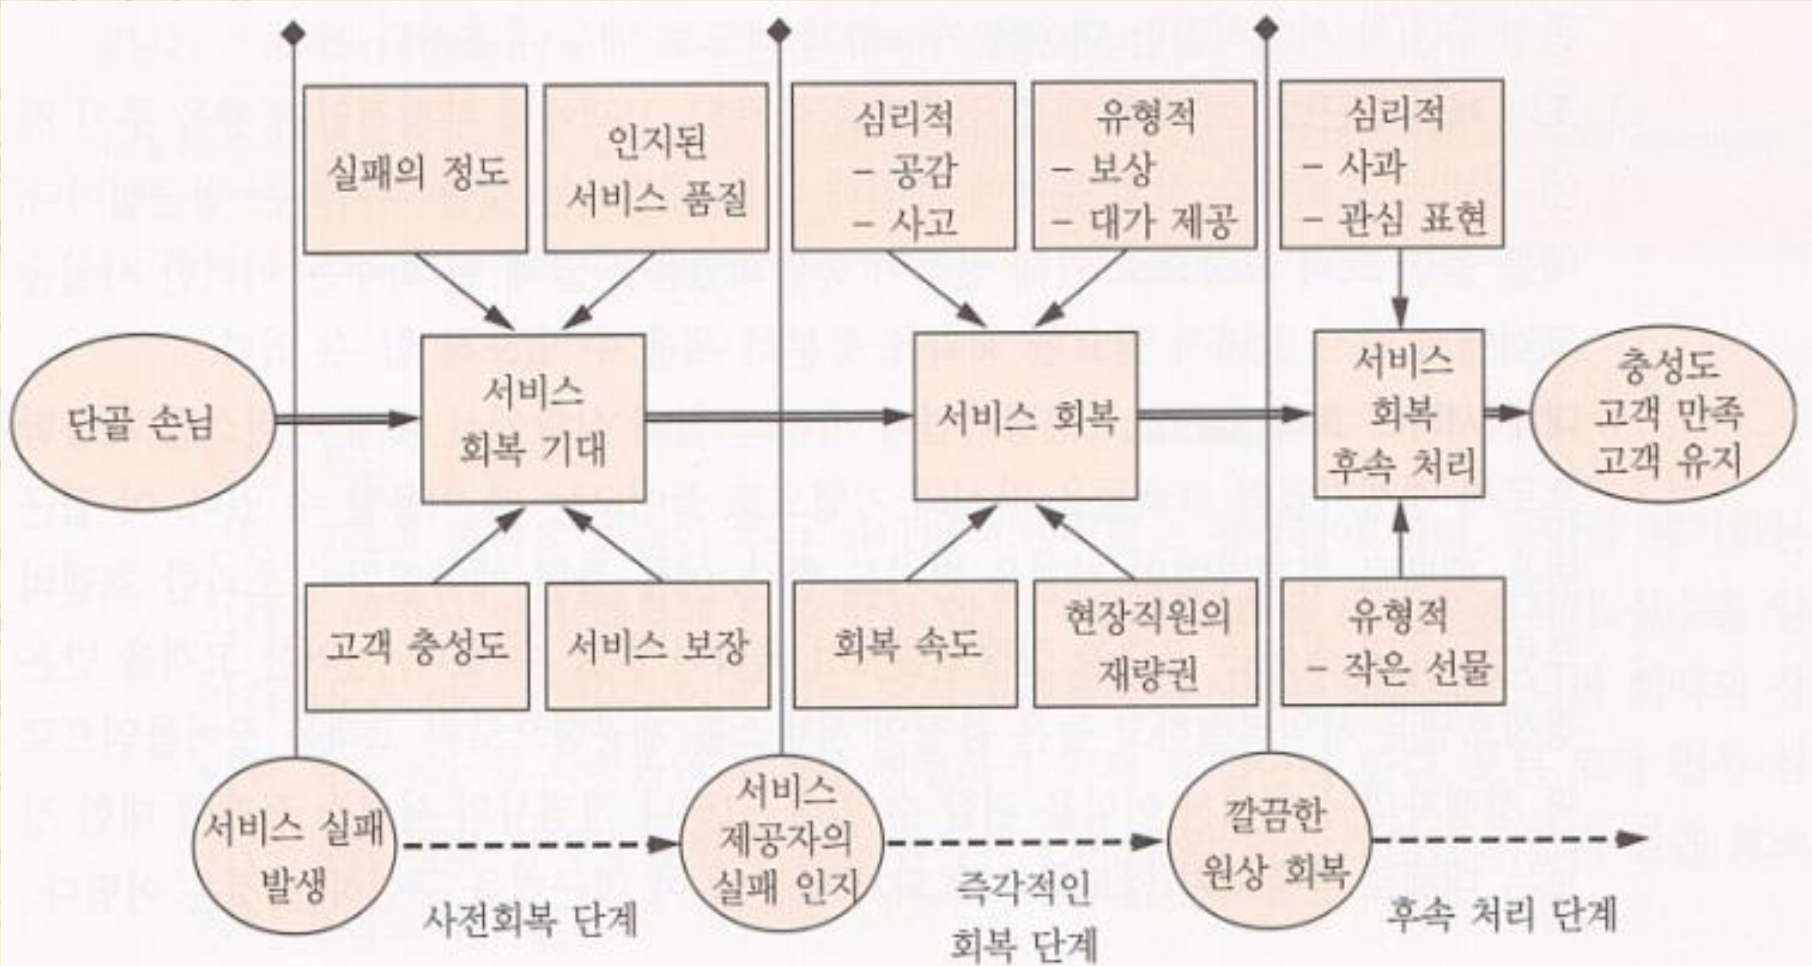 실패의 정도
인지된
서비스 품질
심리적
– 공감
– 사고
유형적
– 보상
– 대가 제공
심리적
– 사과
– 관심 표현
단골 손님
서비스
회복 기대
서비스 회복
서비스
회복
후속 처리
충성도
고객 만족
고객 유지
고객 충성도
서비스 보장
회복 속도
현장직원의
재량권
유형적
– 작은 선물
서비스 실패
발생
사전회복 단계
서비스
제공자의
실패 인지
즉각적인
회복 단계
깔끔한
원상 회복
후속 처리 단계